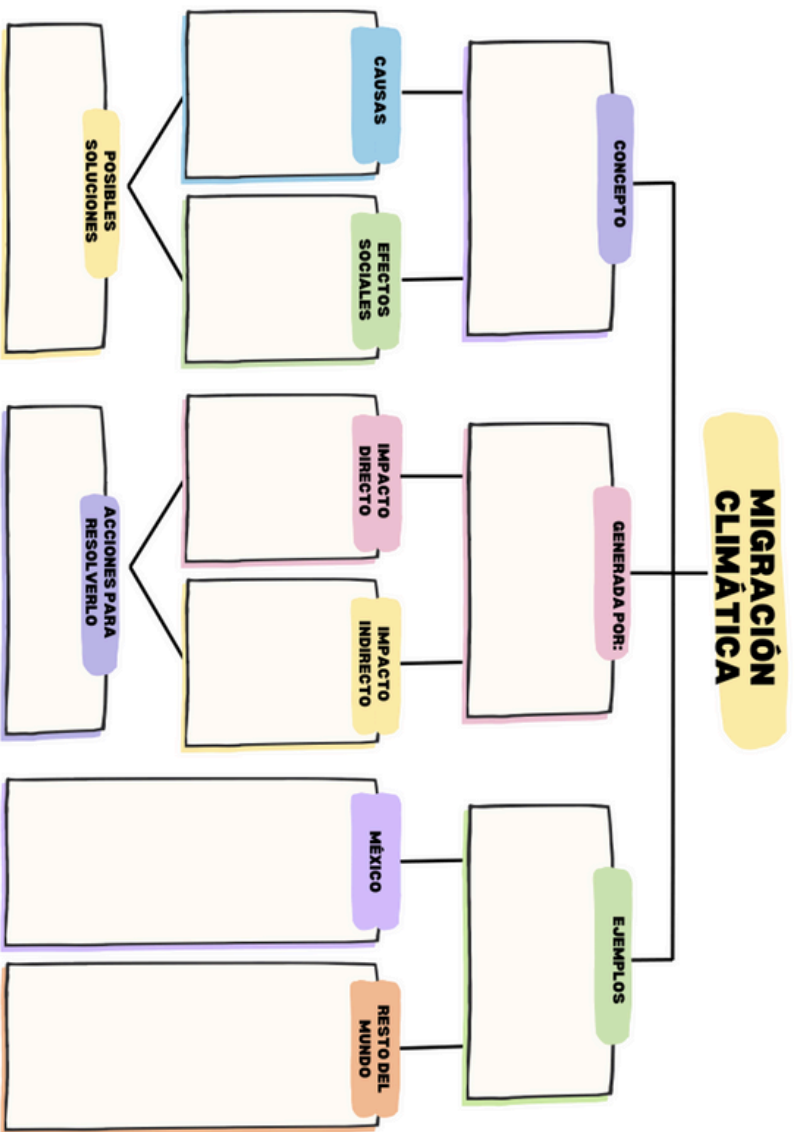 MIGRACIÓN
CLIMÁTICA
CONCEPTO
GENERADA POR:
EJEMPLOS
CAUSAS
EFECTOS
SOCIALES
IMPACTO
DIRECTO
IMPACTO
INDIRECTO
MÉXICO
RESTO DEL
MUNDO
POSIBLES
SOLUCIONES
ACCIONES PARA
RESOLVERLO